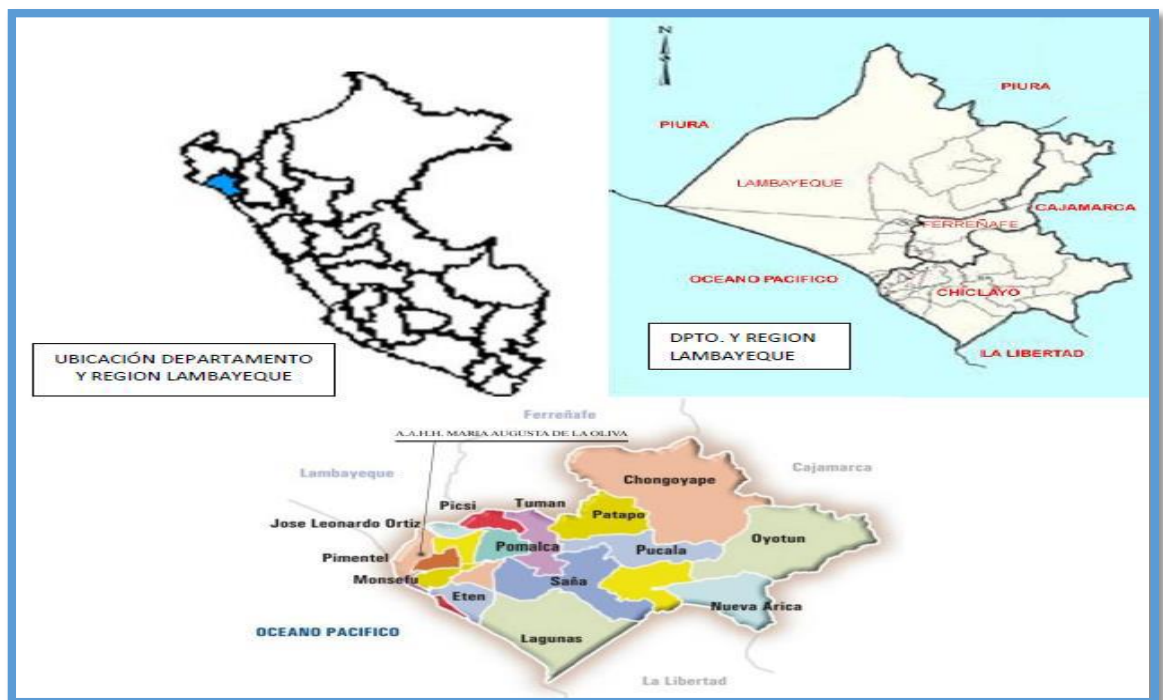 UBICACIÓN DEPARTAMENTO
Y REGION LAMBAYEQUE
N
PIURA
PIURA
LAMBAYEQUE
CAJAMARCA
FERREÑAFE
OCEANO PACIFICO
CHICLAYO
DPTO. Y REGION
LAMBAYEQUE
LA LIBERTAD
Ferreñafe
A.A.H.H. MARIA AUGUSTA DE LA OLIVA
Lambayeque
Cajamarca
Chongoyape
Picsi
Tuman
Patapo
Jose Leonardo Ortiz
Pomalca
Pucala
Oyotun
Pimentel
Monsefu
Saña
Eten
Nueva Arica
OCEANO PACIFICO
Lagunas
La Libertad